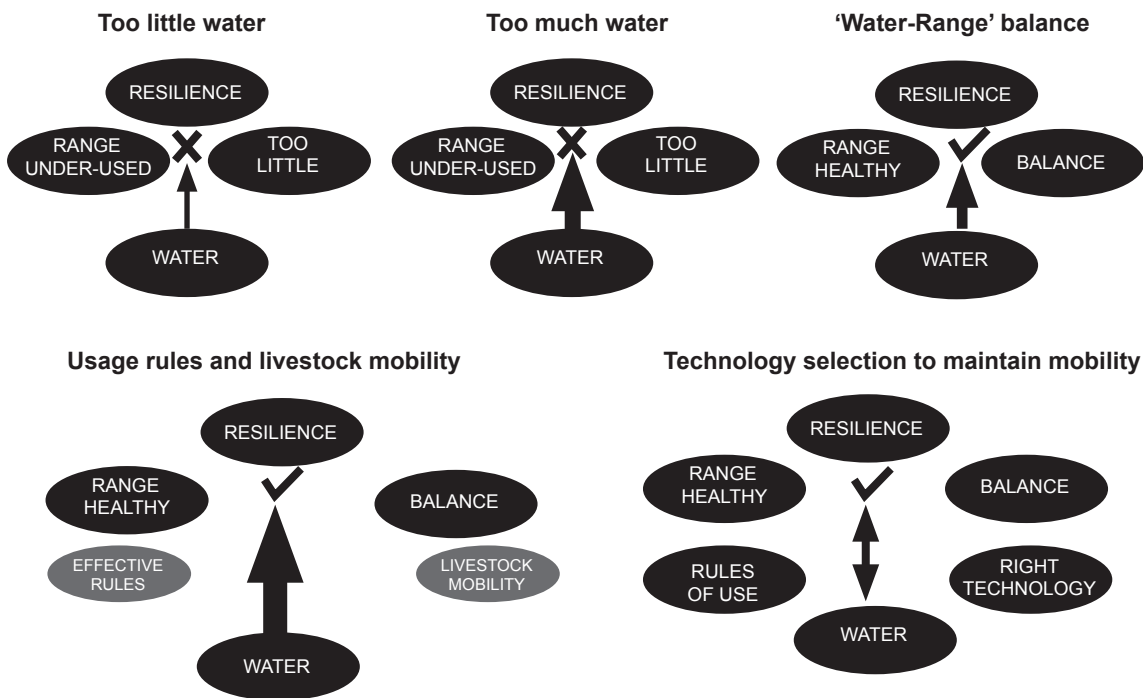 Too little water
RESILIENCE
RANGE
UNDER-USED
TOO
LITTLE
WATER
Too much water
RESILIENCE
RANGE
UNDER-USED
TOO
LITTLE
WATER
‘Water-Range’ balance
RESILIENCE
RANGE
HEALTHY
BALANCE
WATER
Usage rules and livestock mobility
RESILIENCE
RANGE
HEALTHY
BALANCE
EFFECTIVE
RULES
LIVESTOCK
MOBILITY
WATER
Technology selection to maintain mobility
RESILIENCE
RANGE
HEALTHY
BALANCE
RULES
OF USE
RIGHT
TECHNOLOGY
WATER